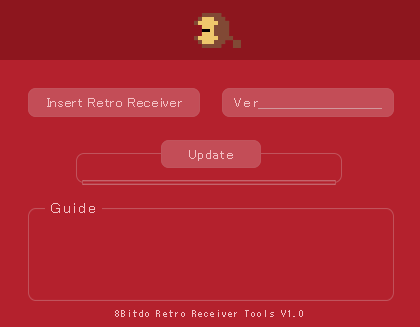 Insert Retro Receiver
Ver
Update
Guide
8Bitdo Retro Receiver Tools V1.0